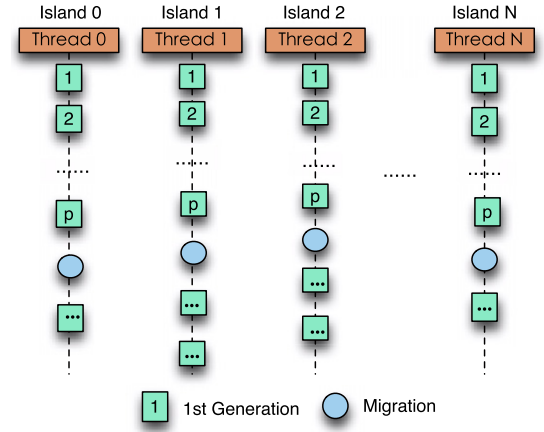 Island 0
Island 1
Island 2
Island N
Thread 0
Thread 1
Thread 2
Thread N
1
1
1
1
2
2
2
2
......
......
......
......
......
p
p
p
p
...
...
...
...
...
...
1
1st Generation
Migration